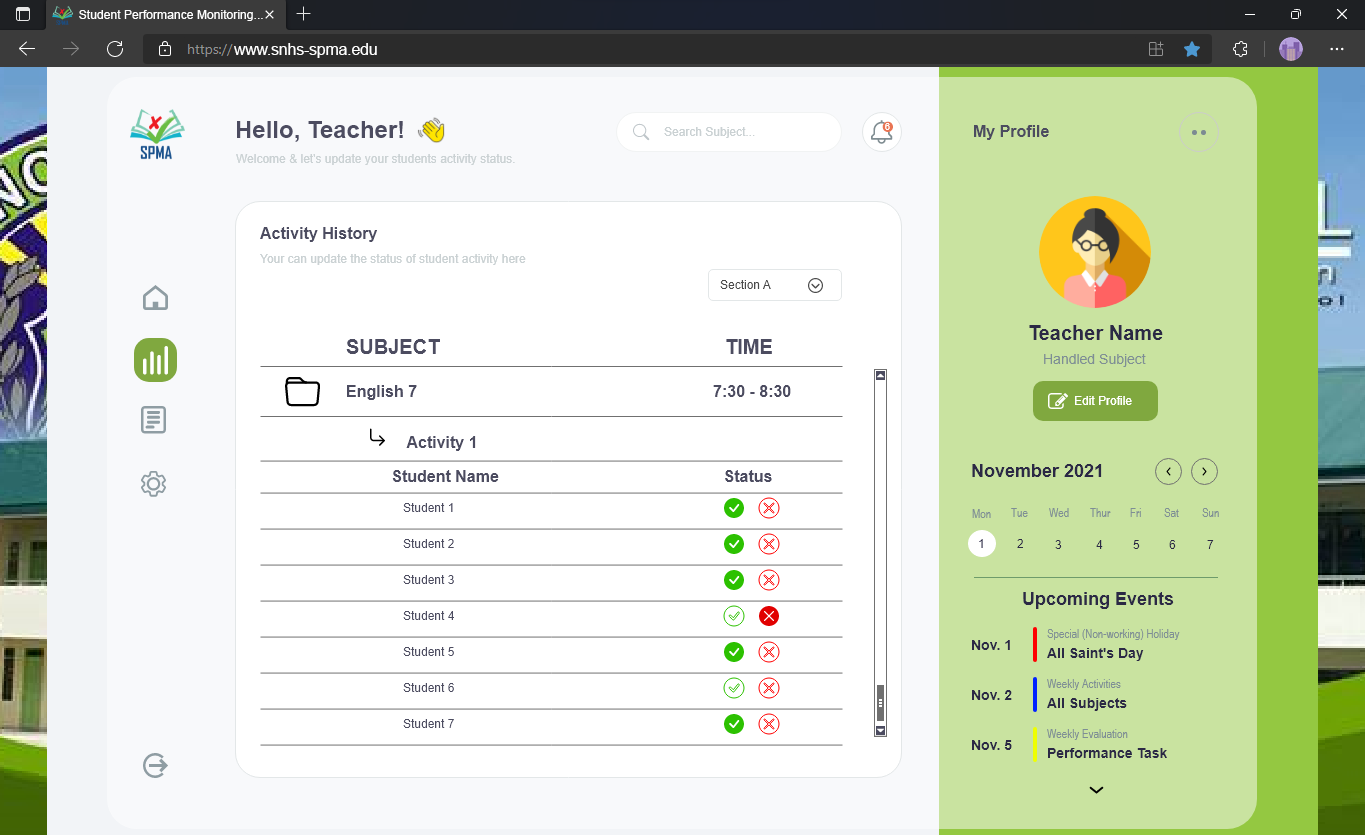 Student Performance Monitoring...
https://www.snhs-spma.edu
SPMA
Hello, Teacher!
Welcome & let's update your students activity status.
Search Subject...
6
My Profile
Activity History
Your can update the status of student activity here
Section A
SUBJECT TIME
English 7 7:30 - 8:30
Activity 1
Student Name Status
Student 1
Student 2
Student 3
Student 4
Student 5
Student 6
Student 7
Teacher Name
Handled Subject
Edit Profile
November 2021
Mon Tue Wed Thur Fri Sat Sun
1 2 3 4 5 6 7
Upcoming Events
Nov. 1
Special (Non-working) Holiday
All Saint's Day
Nov. 2
Weekly Activities
All Subjects
Nov. 5
Weekly Evaluation
Performance Task